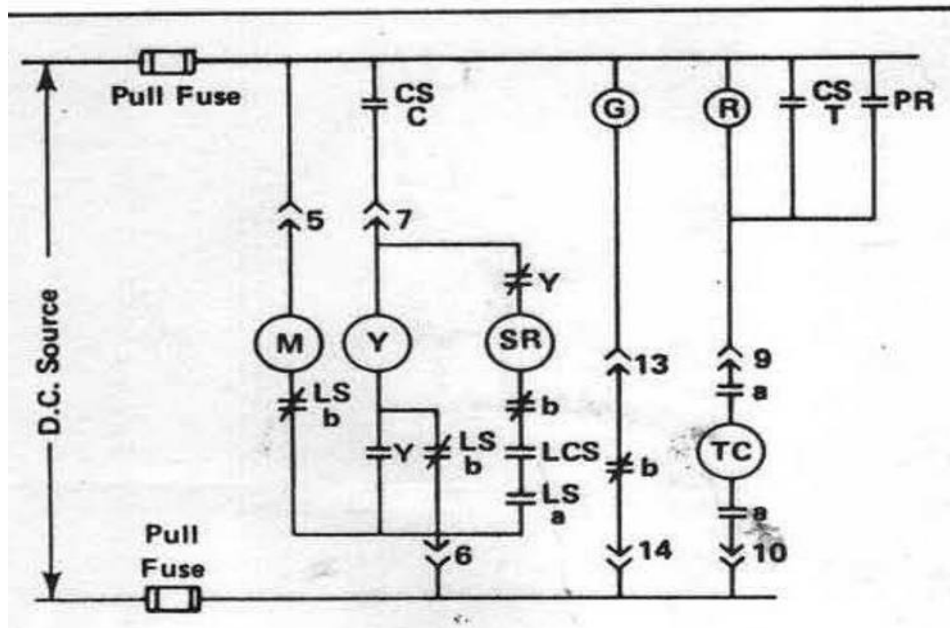 Pull Fuse
CS
C
G
R
CS
T
PR
5
7
Y
D.C. Source
M
Y
SR
13
9
LS
b
b
a
Y
LS
b
LCS
b
TC
LS
a
a
Pull
Fuse
6
14
10